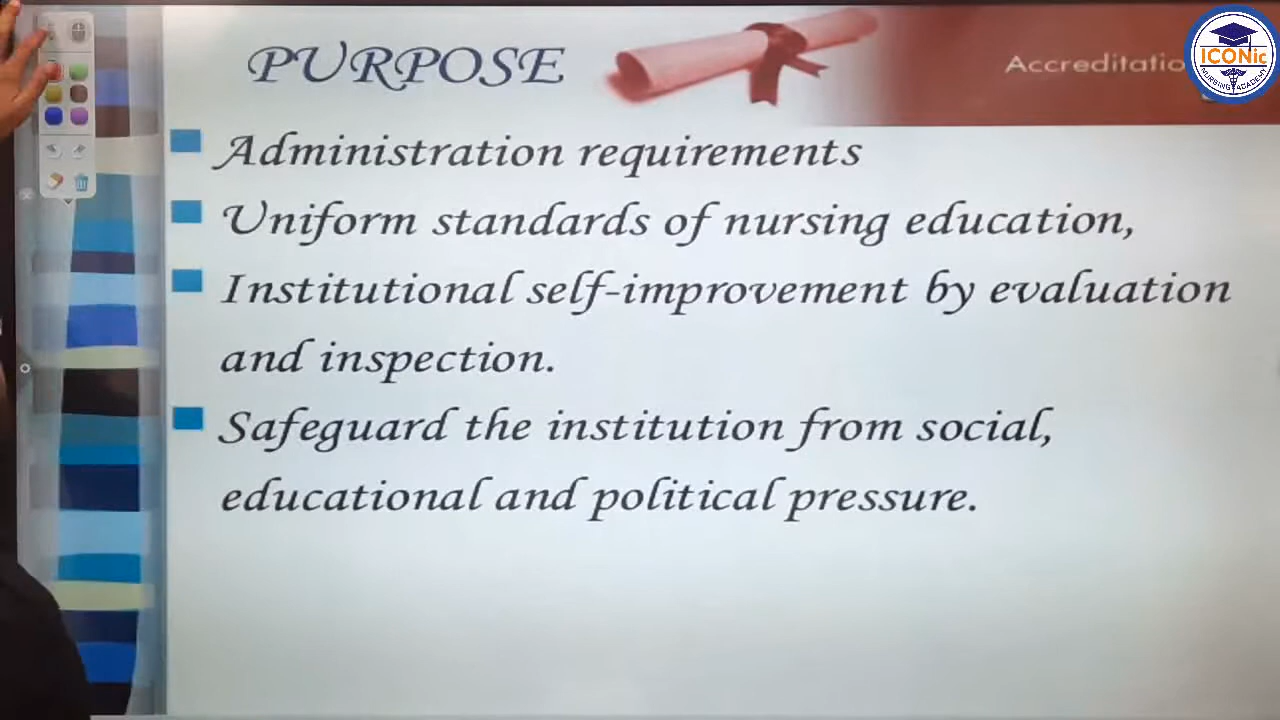 PURPOSE
Accreditatio
ICONic
NURSING ACADEMY
Administration requirements
Uniform standards of nursing education,
Institutional self-improvement by evaluation
and inspection.
Safeguard the institution from social,
educational and political pressure.